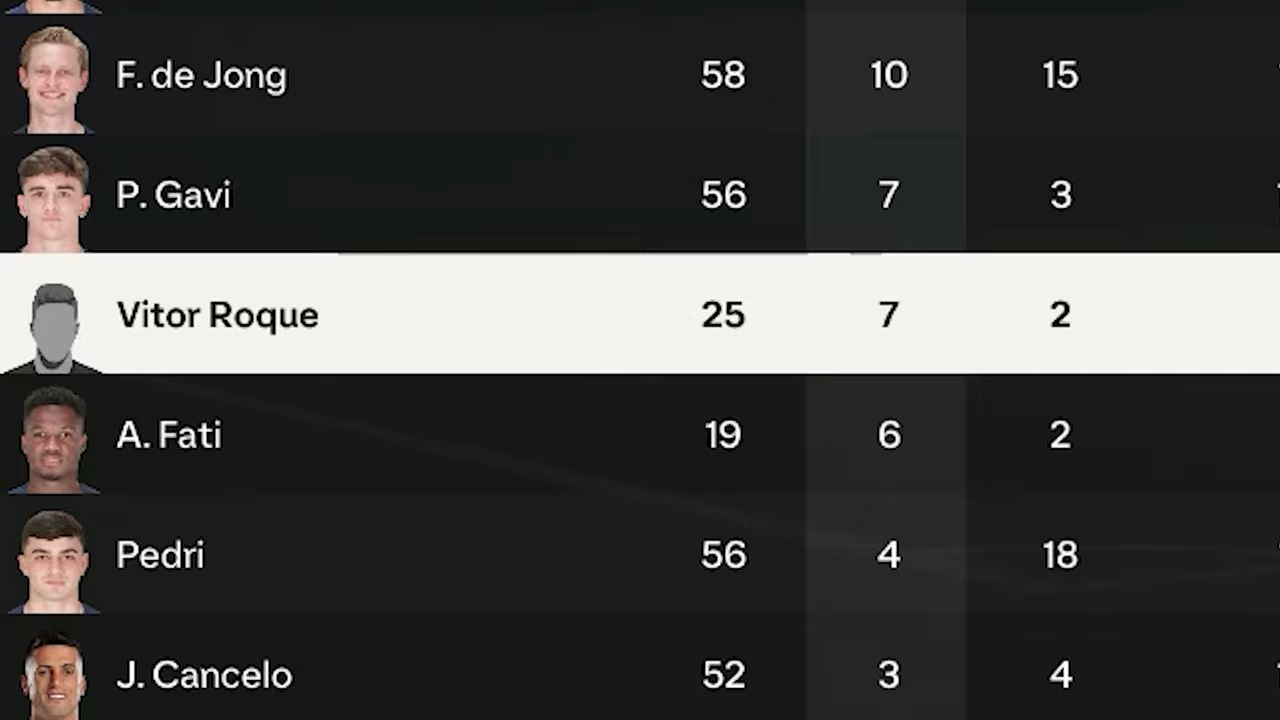 F. de Jong 58 10 15
P. Gavi 56 7 3
Vitor Roque 25 7 2
A. Fati 19 6 2
Pedri 56 4 18
J. Cancelo 52 3 4